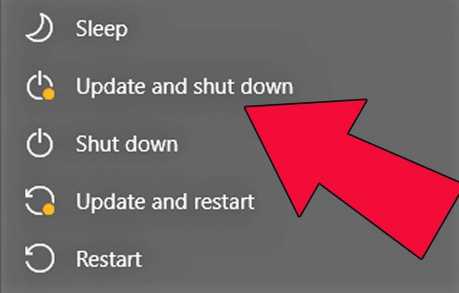 Sleep
Update and shut down
Shut down
Update and restart
Restart